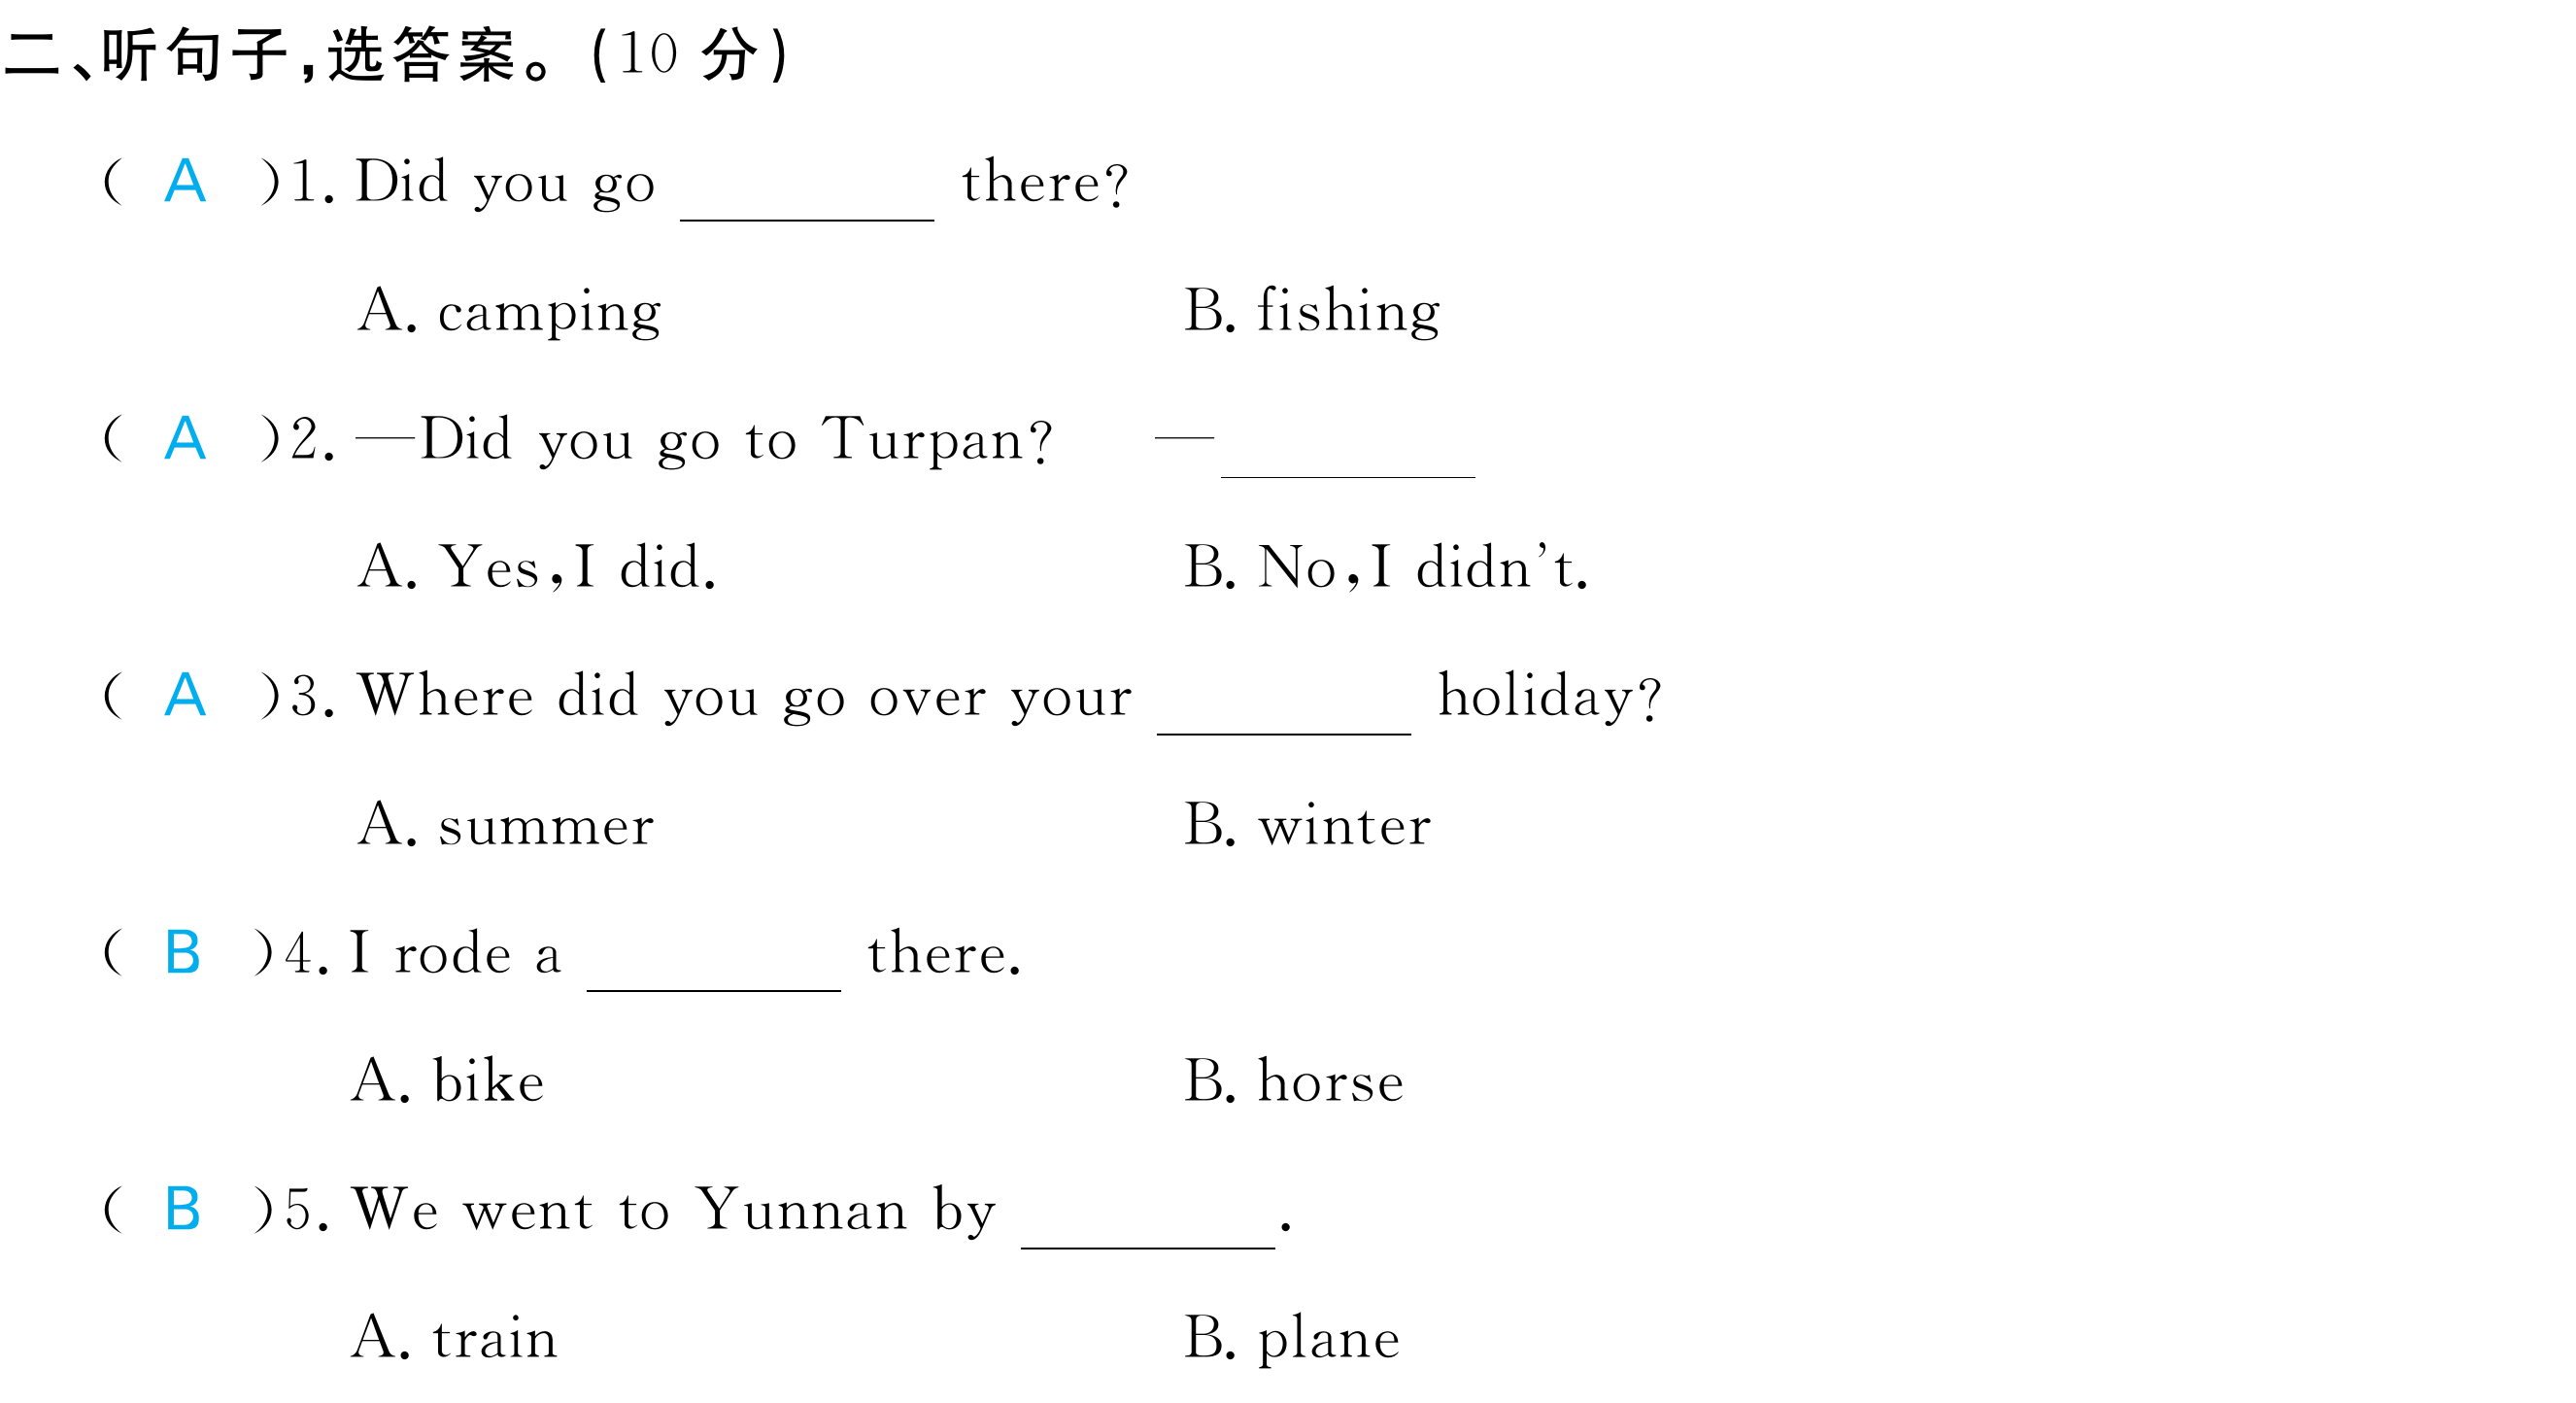 二、听句子,选答案。(10 分)
( A )1. Did you go ________ there?
A. camping B. fishing
( A )2. —Did you go to Turpan? —________
A. Yes,I did. B. No,I didn't.
( A )3. Where did you go over your ________ holiday?
A. summer B. winter
( B )4. I rode a ________ there.
A. bike B. horse
( B )5. We went to Yunnan by ________.
A. train B. plane